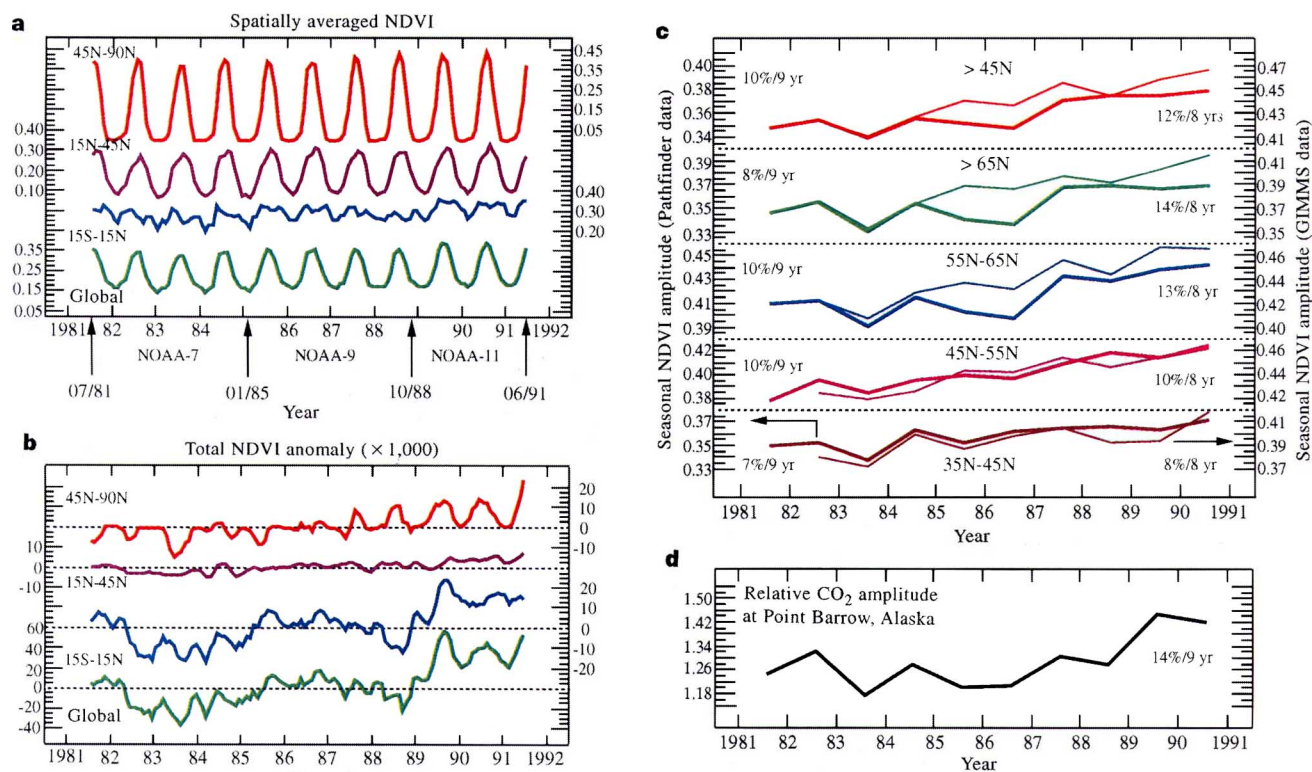 a
Spatially averaged NDVI
45N-90N
0.45
0.35
0.25
0.15
0.05
0.40
0.30
0.10
15N-45N
0.40
0.30
0.20
15S-15N
0.35
0.25
0.15
0.05
Global
1981 82 83 84 85 86 87 88 90 91 1992
NOAA-7 NOAA-9 NOAA-11
07/81 01/85 10/88 06/91
Year
b
Total NDVI anomaly (× 1,000)
45N-90N
20
0
-10
10
0
-10
15N-45N
20
10
0
-10
-20
60
40
20
0
-20
-40
15S-15N
Global
1981 82 83 84 85 86 87 88 89 90 91 1992
c
Seasonal NDVI amplitude (Pathfinder data)
Seasonal NDVI amplitude (GIMMS data)
0.40
0.38
0.36
0.34
10%/9 yr
> 45N
12%/8 yrs
0.47
0.45
0.43
0.41
0.39
0.37
0.35
0.33
8%/9 yr
> 65N
14%/8 yr
0.41
0.39
0.37
0.35
0.45
0.43
0.41
0.39
10%/9 yr
55N-65N
13%/8 yr
0.46
0.44
0.42
0.40
0.42
0.40
0.38
10%/9 yr
45N-55N
10%/8 yr
0.46
0.44
0.42
0.37
0.35
0.33
7%/9 yr
35N-45N
8%/8 yr
0.41
0.39
0.37
1981 82 83 84 85 86 87 88 89 90 1991
Year
d
Relative CO₂ amplitude
at Point Barrow, Alaska
1.50
1.42
1.34
1.26
1.18
14%/9 yr
1981 82 83 84 85 86 87 88 89 90 1991
Year